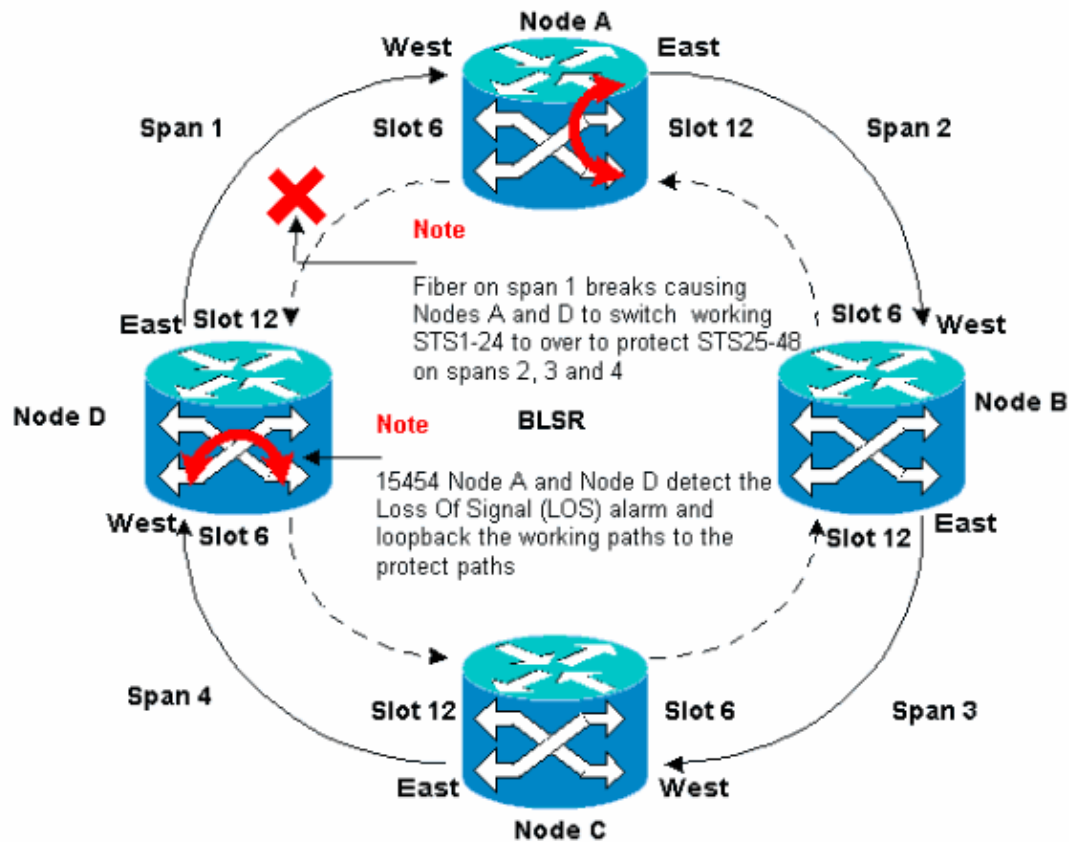 Node A
West
East
Span 1
Slot 6
Slot 12
Span 2
Note
Fiber on span 1 breaks causing
Nodes A and D to switch working
STS1-24 to over to protect STS25-48
on spans 2, 3 and 4
East
Slot 12
Slot 6
West
Node D
Node B
Note
BLSR
15454 Node A and Node D detect the
Loss Of Signal (LOS) alarm and
loopback the working paths to the
protect paths
West
Slot 6
East
Slot 12
Span 4
Slot 12
Slot 6
Span 3
East
West
Node C